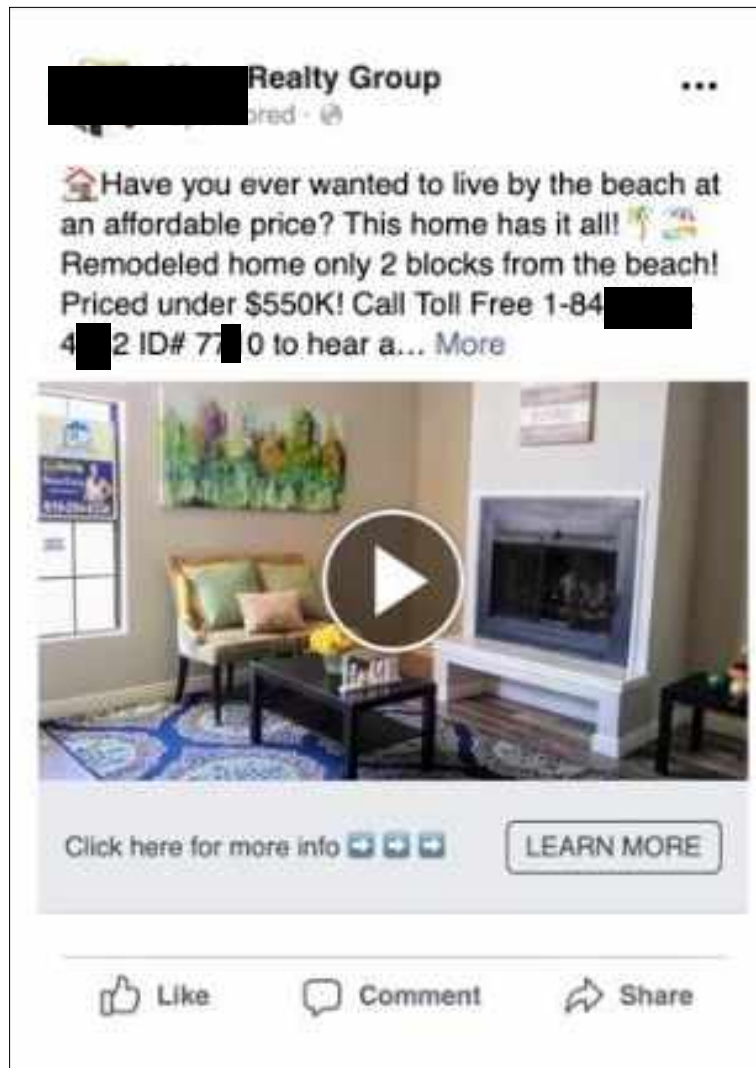 Realty Group
🏠Have you ever wanted to live by the beach at
an affordable price? This home has it all! 🌴 🏖
Remodeled home only 2 blocks from the beach!
Priced under $550K! Call Toll Free 1-84
4 2 ID# 77 0 to hear a... More
Click here for more info ➡ ➡ ➡
LEARN MORE
Like
Comment
Share